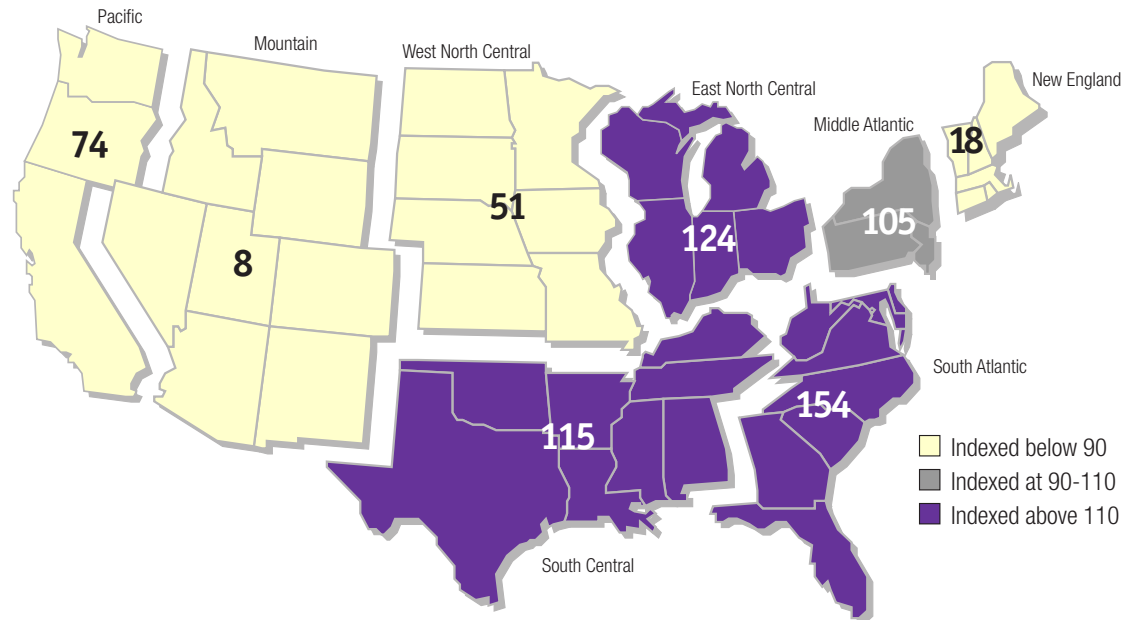 Pacific
Mountain
West North Central
East North Central
New England
Middle Atlantic
74
18
51
105
124
8
South Atlantic
154
115
Indexed below 90
Indexed at 90-110
Indexed above 110
South Central